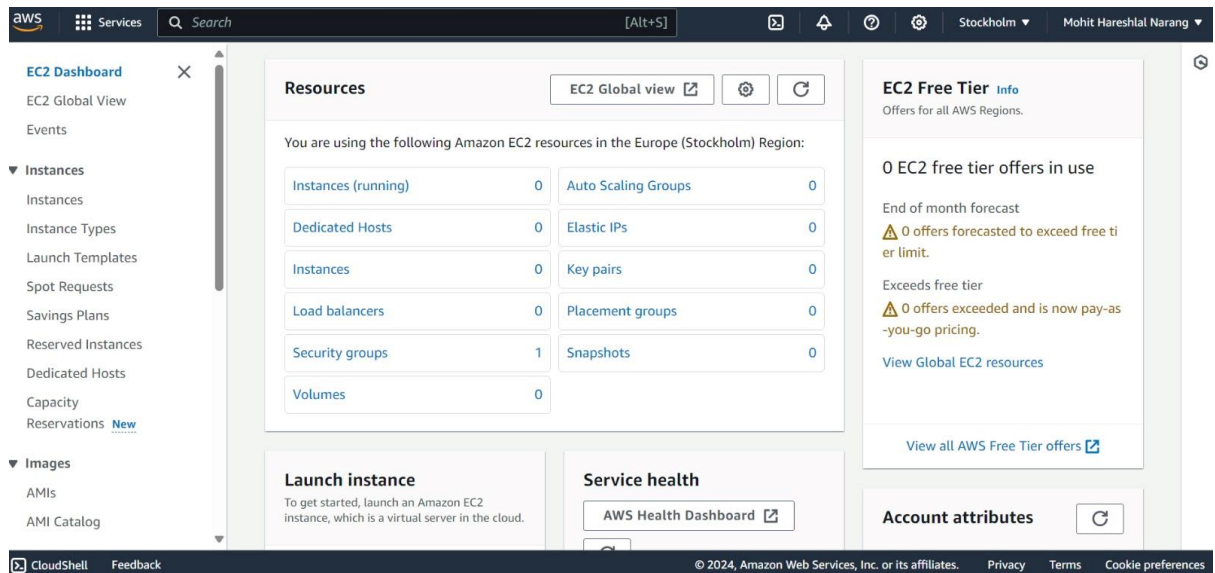 aws Services Search [Alt+S] Stockholm ▼ Mohit Hareshlal Narang ▼
EC2 Dashboard
EC2 Global View
Events
Instances
Instances
Instance Types
Launch Templates
Spot Requests
Savings Plans
Reserved Instances
Dedicated Hosts
Capacity
Reservations New
Images
AMIs
AMI Catalog
Resources
EC2 Global view
You are using the following Amazon EC2 resources in the Europe (Stockholm) Region:
Instances (running) 0 Auto Scaling Groups 0
Dedicated Hosts 0 Elastic IPs 0
Instances 0 Key pairs 0
Load balancers 0 Placement groups 0
Security groups 1 Snapshots 0
Volumes 0
Launch instance
To get started, launch an Amazon EC2
instance, which is a virtual server in the cloud.
Service health
AWS Health Dashboard
EC2 Free Tier Info
Offers for all AWS Regions.
0 EC2 free tier offers in use
End of month forecast
0 offers forecasted to exceed free ti
er limit.
Exceeds free tier
0 offers exceeded and is now pay-as
-you-go pricing.
View Global EC2 resources
View all AWS Free Tier offers
Account attributes
CloudShell Feedback © 2024, Amazon Web Services, Inc. or its affiliates. Privacy Terms Cookie preferences